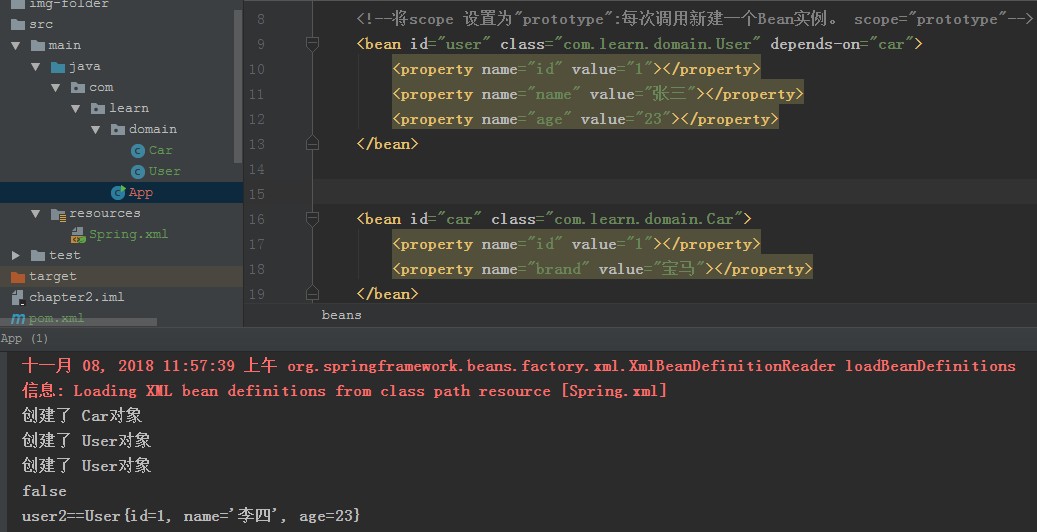 img-folder
src
main
java
com
learn
domain
Car
User
App
resources
Spring.xml
test
target
chapter2.iml
pom.xml
8 <!--将scope 设置为"prototype":每次调用新建一个Bean实例。 scope="prototype"-->
9 <bean id="user" class="com.learn.domain.User" depends-on="car">
10 <property name="id" value="1"></property>
11 <property name="name" value="张三"></property>
12 <property name="age" value="23"></property>
13 </bean>
14
15
16 <bean id="car" class="com.learn.domain.Car">
17 <property name="id" value="1"></property>
18 <property name="brand" value="宝马"></property>
19 </bean>
beans
App (1)
十一月 08, 2018 11:57:39 上午 org.springframework.beans.factory.xml.XmlBeanDefinitionReader loadBeanDefinitions
信息: Loading XML bean definitions from class path resource [Spring.xml]
创建了 Car对象
创建了 User对象
创建了 User对象
false
user2==User{id=1, name='李四', age=23}